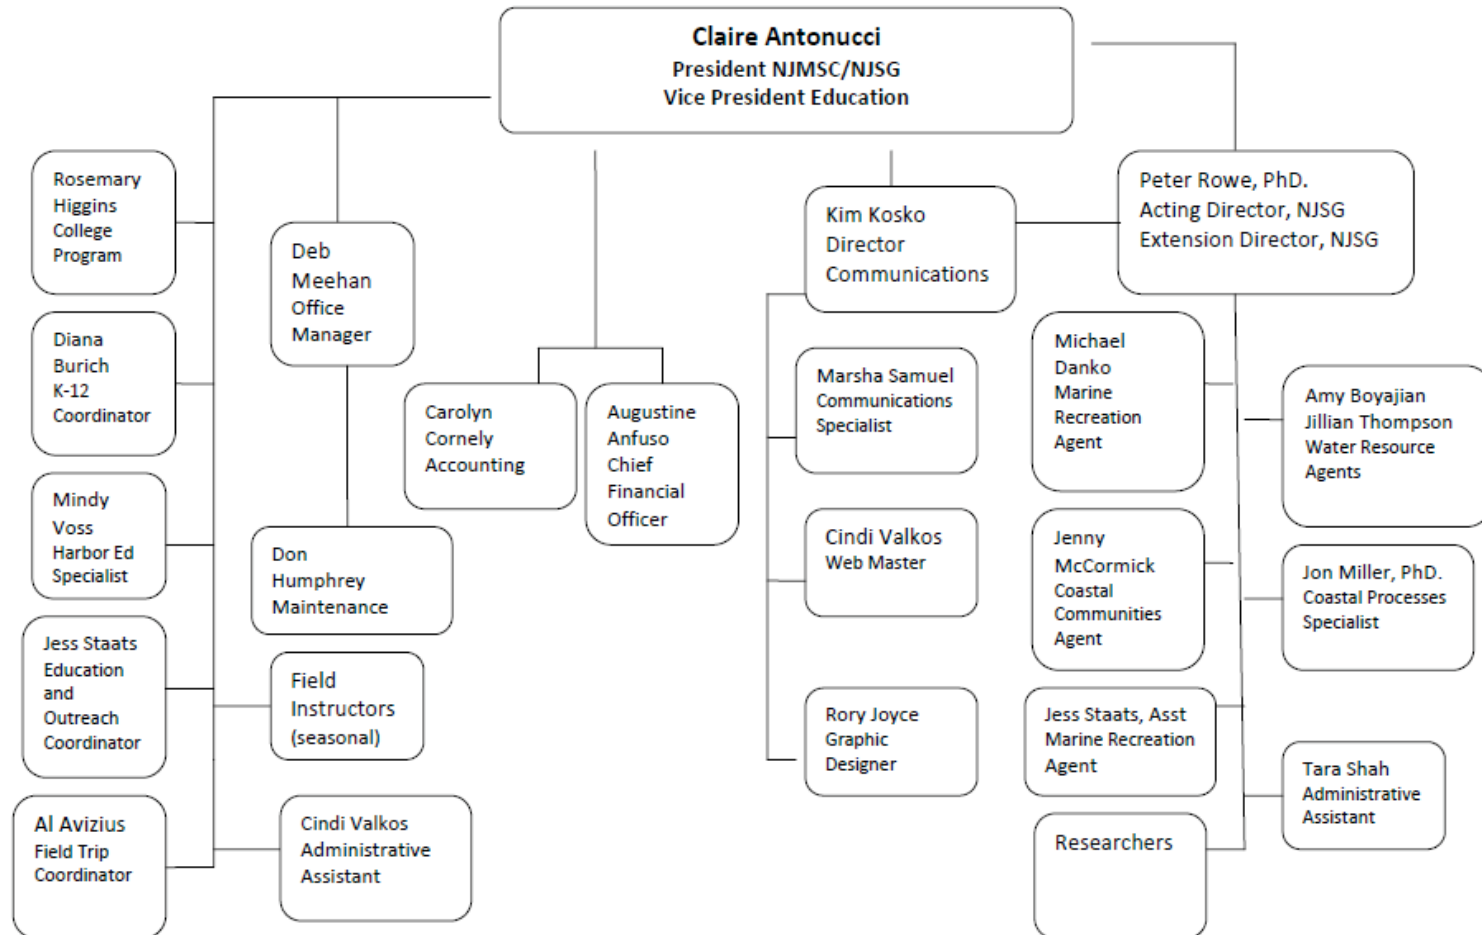 Claire Antonucci
President NJMSC/NJSG
Vice President Education
Rosemary
Higgins
College
Program
Deb
Meehan
Office
Manager
Kim Kosko
Director
Communications
Peter Rowe, PhD.
Acting Director, NJSG
Extension Director, NJSG
Diana
Burich
K-12
Coordinator
Carolyn
Cornely
Accounting
Augustine
Anfuso
Chief
Financial
Officer
Marsha Samuel
Communications
Specialist
Michael
Danko
Marine
Recreation
Agent
Amy Boyajian
Jillian Thompson
Water Resource
Agents
Mindy
Voss
Harbor Ed
Specialist
Don
Humphrey
Maintenance
Cindi Valkos
Web Master
Jenny
McCormick
Coastal
Communities
Agent
Jon Miller, PhD.
Coastal Processes
Specialist
Jess Staats
Education
and
Outreach
Coordinator
Field
Instructors
(seasonal)
Rory Joyce
Graphic
Designer
Jess Staats, Asst
Marine Recreation
Agent
Tara Shah
Administrative
Assistant
Al Avizius
Field Trip
Coordinator
Cindi Valkos
Administrative
Assistant
Researchers